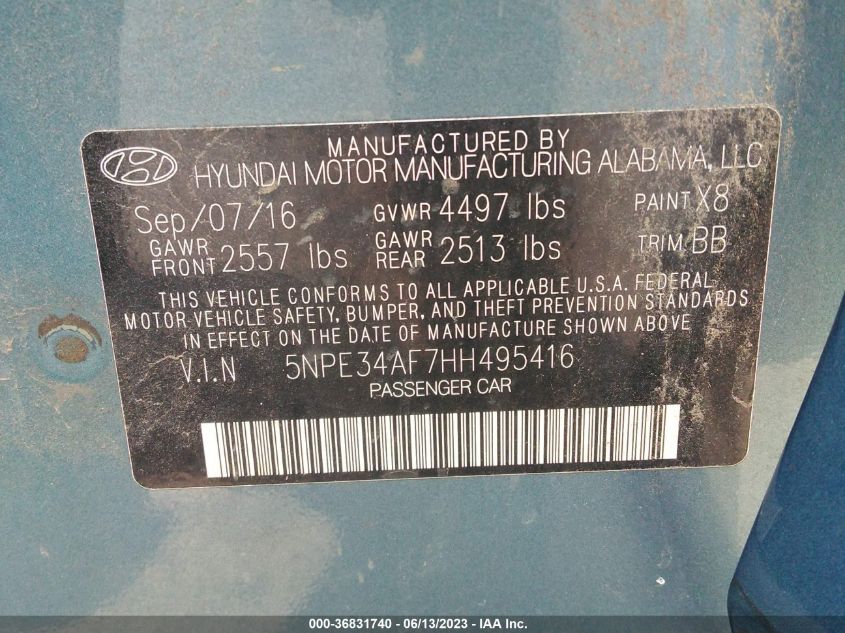 MANUFACTURED BY
HYUNDAI MOTOR MANUFACTURING ALABAMA, LLC
Sep/07/16 GVWR 4497 lbs PAINT X8
GAWR FRONT 2557 lbs GAWR REAR 2513 lbs TRIM BB
THIS VEHICLE CONFORMS TO ALL APPLICABLE U.S.A. FEDERAL
MOTOR-VEHICLE SAFETY, BUMPER, AND THEFT PREVENTION STANDARDS
IN EFFECT ON THE DATE OF MANUFACTURE SHOWN ABOVE
V.I.N 5NPE34AF7HH495416
PASSENGER CAR
000-36831740 - 06/13/2023 - IAA Inc.